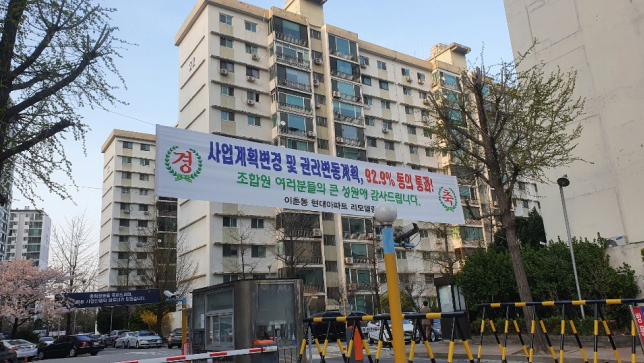 경 사업계획변경 및 권리변동계획, 92.9% 동의 통과! 축
조합원 여러분들의 큰 성원에 감사드립니다.
이촌동 현대아파트 리모델링